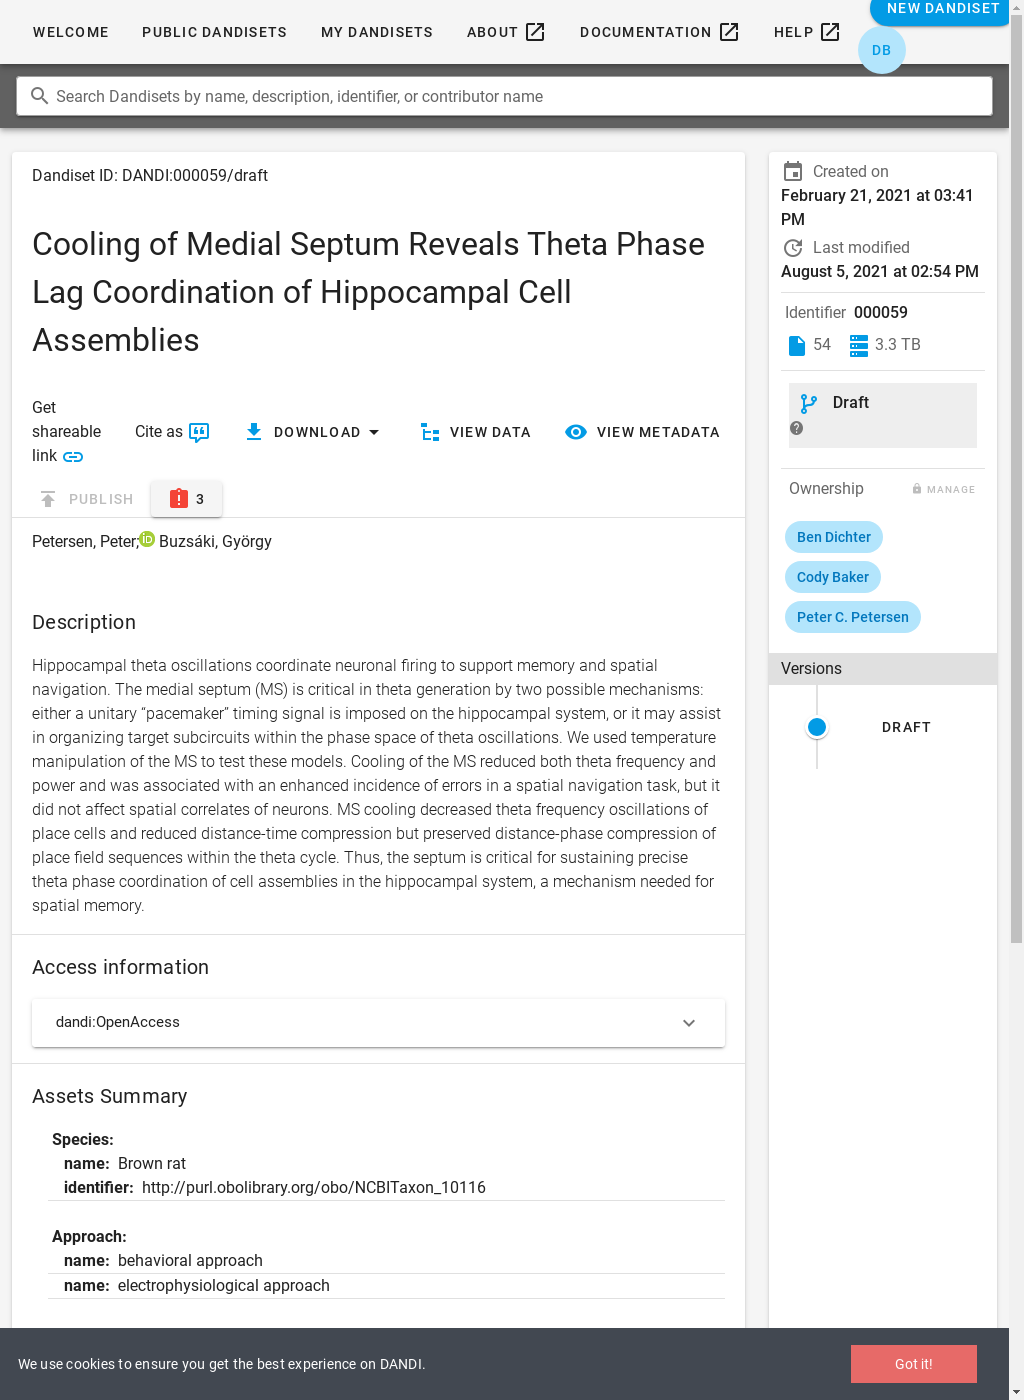 WELCOME PUBLIC DANDISETS MY DANDISETS ABOUT DOCUMENTATION HELP NEW DANDISET
DB
Search Dandisets by name, description, identifier, or contributor name
Dandiset ID: DANDI:000059/draft
Cooling of Medial Septum Reveals Theta Phase
Lag Coordination of Hippocampal Cell
Assemblies
Get
shareable
link
Cite as
DOWNLOAD
VIEW DATA
VIEW METADATA
PUBLISH
3
Petersen, Peter; Buzsáki, György
Description
Hippocampal theta oscillations coordinate neuronal firing to support memory and spatial
navigation. The medial septum (MS) is critical in theta generation by two possible mechanisms:
either a unitary “pacemaker” timing signal is imposed on the hippocampal system, or it may assist
in organizing target subcircuits within the phase space of theta oscillations. We used temperature
manipulation of the MS to test these models. Cooling of the MS reduced both theta frequency and
power and was associated with an enhanced incidence of errors in a spatial navigation task, but it
did not affect spatial correlates of neurons. MS cooling decreased theta frequency oscillations of
place cells and reduced distance-time compression but preserved distance-phase compression of
place field sequences within the theta cycle. Thus, the septum is critical for sustaining precise
theta phase coordination of cell assemblies in the hippocampal system, a mechanism needed for
spatial memory.
Access information
dandi:OpenAccess
Assets Summary
Species:
name: Brown rat
identifier: http://purl.obolibrary.org/obo/NCBITaxon_10116
Approach:
name: behavioral approach
name: electrophysiological approach
Created on
February 21, 2021 at 03:41
PM
Last modified
August 5, 2021 at 02:54 PM
Identifier 000059
54 3.3 TB
Draft
Ownership MANAGE
Ben Dichter
Cody Baker
Peter C. Petersen
Versions
DRAFT
We use cookies to ensure you get the best experience on DANDI.
Got it!